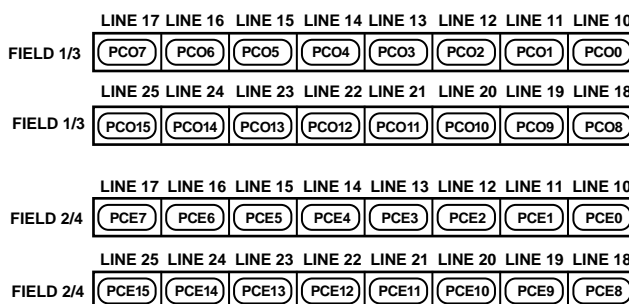 LINE 17 LINE 16 LINE 15 LINE 14 LINE 13 LINE 12 LINE 11 LINE 10
FIELD 1/3 PCO7 PCO6 PCO5 PCO4 PCO3 PCO2 PCO1 PCO0
LINE 25 LINE 24 LINE 23 LINE 22 LINE 21 LINE 20 LINE 19 LINE 18
FIELD 1/3 PCO15 PCO14 PCO13 PCO12 PCO11 PCO10 PCO9 PCO8
LINE 17 LINE 16 LINE 15 LINE 14 LINE 13 LINE 12 LINE 11 LINE 10
FIELD 2/4 PCE7 PCE6 PCE5 PCE4 PCE3 PCE2 PCE1 PCE0
LINE 25 LINE 24 LINE 23 LINE 22 LINE 21 LINE 20 LINE 19 LINE 18
FIELD 2/4 PCE15 PCE14 PCE13 PCE12 PCE11 PCE10 PCE9 PCE8